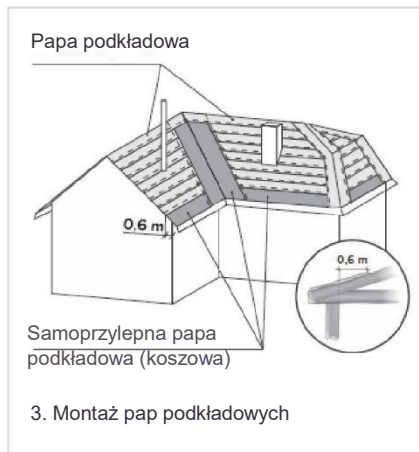 Papa podkładowa
0,6 m
0,6 m
Samoprzylepna papa
podkładowa (koszowa)
3. Montaż pap podkładowych